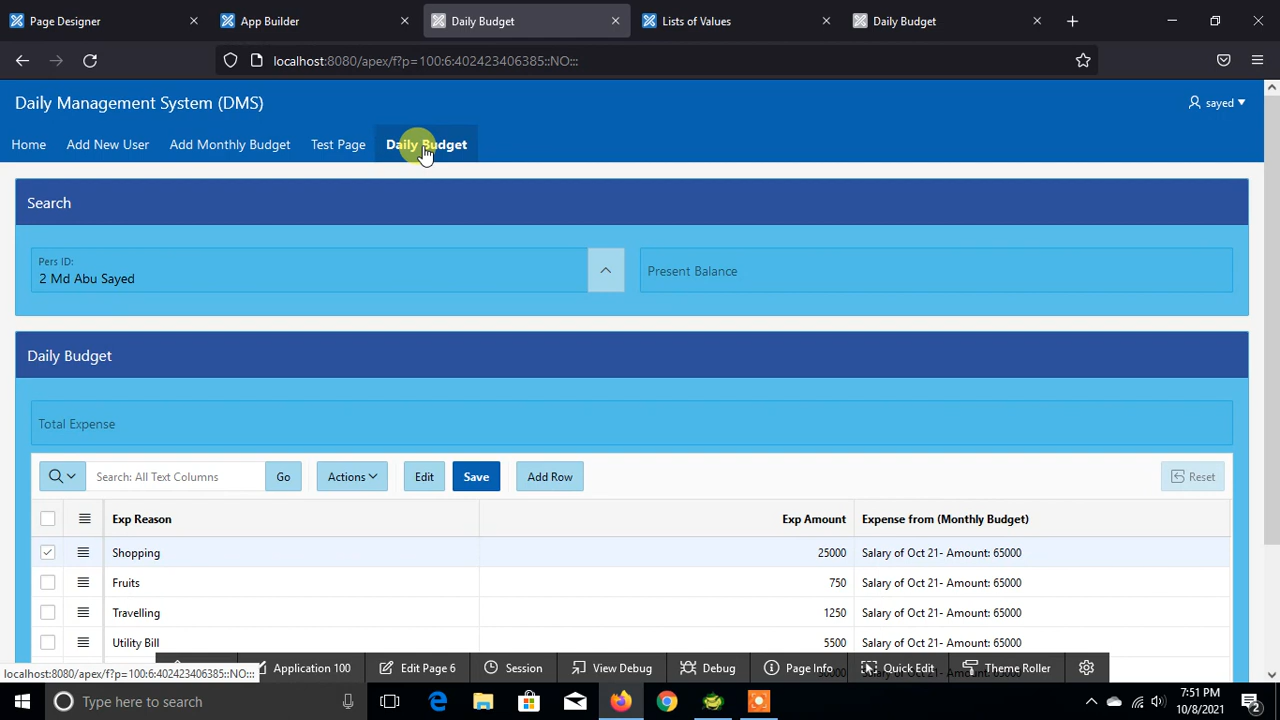 Page Designer
App Builder
Daily Budget
Lists of Values
Daily Budget
localhost:8080/apex/f?p=100:6:402423406385::NO:::
Daily Management System (DMS)
sayed
Home Add New User Add Monthly Budget Test Page Daily Budget
Search
Pers ID:
2 Md Abu Sayed
Present Balance
Daily Budget
Total Expense
Search: All Text Columns Go Actions Edit Save Add Row Reset
Exp Reason Exp Amount Expense from (Monthly Budget)
Shopping 25000 Salary of Oct 21- Amount: 65000
Fruits 750 Salary of Oct 21- Amount: 65000
Travelling 1250 Salary of Oct 21- Amount: 65000
Utility Bill 5500 Salary of Oct 21- Amount: 65000
Application 100 Edit Page 6 Session View Debug Debug Page Info Quick Edit Theme Roller
localhost:8080/apex/f?p=100:6:402423406385::NO:::
Type here to search
7:51 PM
10/8/2021
2